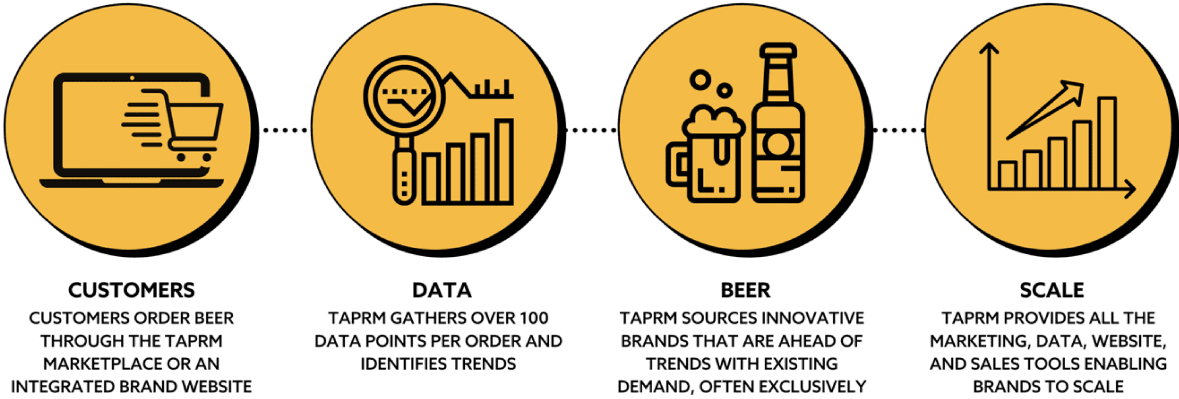 CUSTOMERS
CUSTOMERS ORDER BEER
THROUGH THE TAPRM
MARKETPLACE OR AN
INTEGRATED BRAND WEBSITE
DATA
TAPRM GATHERS OVER 100
DATA POINTS PER ORDER AND
IDENTIFIES TRENDS
BEER
TAPRM SOURCES INNOVATIVE
BRANDS THAT ARE AHEAD OF
TRENDS WITH EXISTING
DEMAND, OFTEN EXCLUSIVELY
SCALE
TAPRM PROVIDES ALL THE
MARKETING, DATA, WEBSITE,
AND SALES TOOLS ENABLING
BRANDS TO SCALE